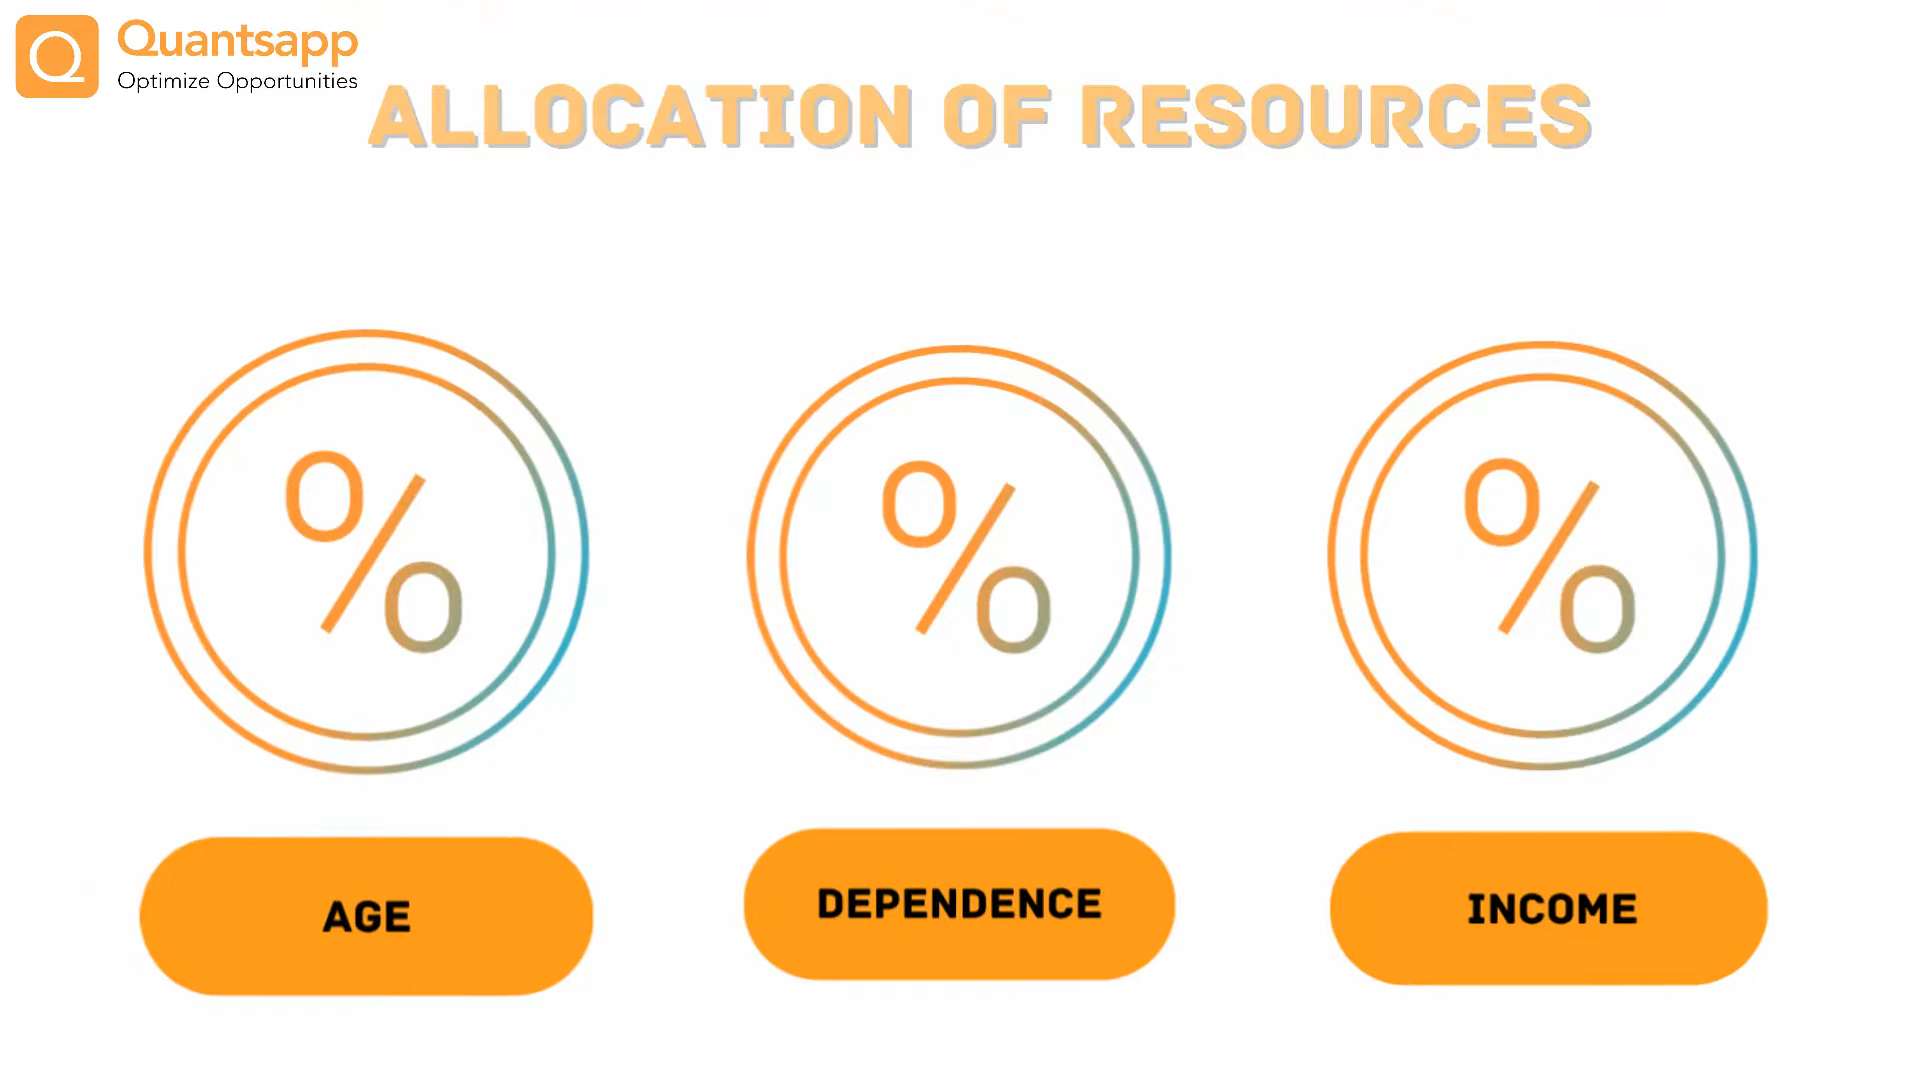 Quantsapp
Optimize Opportunities
ALLOCATION OF RESOURCES
%
%
%
AGE
DEPENDENCE
INCOME